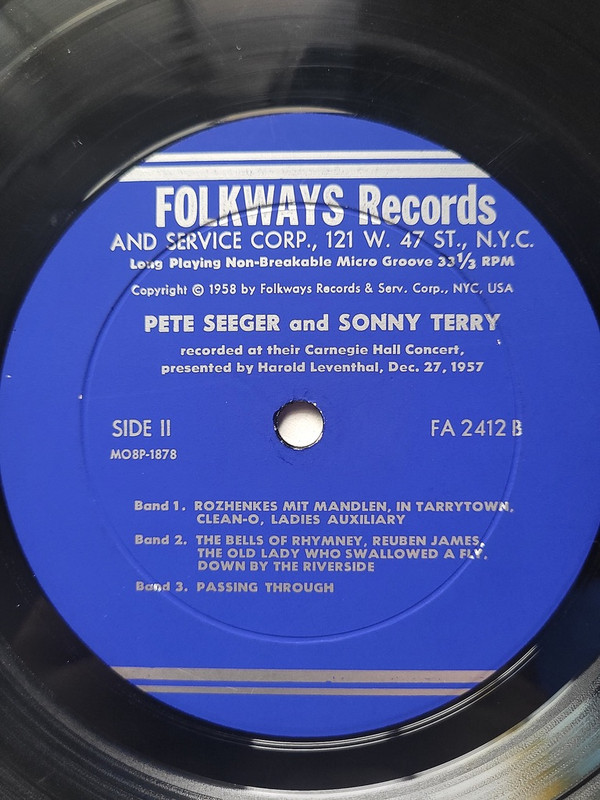 FOLKWAYS Records
AND SERVICE CORP., 121 W. 47 ST., N.Y.C.
Long Playing Non-Breakable Micro Groove 33⅓ RPM
Copyright © 1958 by Folkways Records & Serv. Corp., NYC, USA
PETE SEEGER and SONNY TERRY
recorded at their Carnegie Hall Concert,
presented by Harold Leventhal, Dec. 27, 1957
SIDE II
FA 2412 B
MO8P-1878
Band 1. ROZHENKES MIT MANDLEN, IN TARRYTOWN,
CLEAN-O, LADIES AUXILIARY
Band 2. THE BELLS OF RHYMNEY, REUBEN JAMES,
THE OLD LADY WHO SWALLOWED A FLY,
DOWN BY THE RIVERSIDE
Band 3. PASSING THROUGH